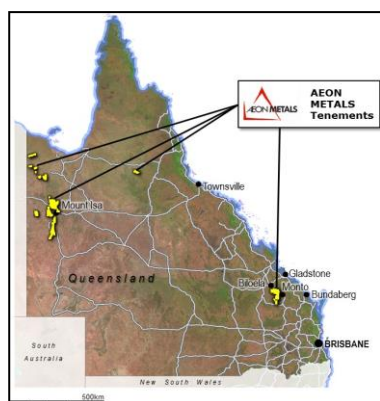 AEON METALS
AEON
METALS
Tenements
Townsville
Mount Isa
Queensland
Gladstone
Biloela
Monto
Bundaberg
BRISBANE
South
Australia
New South Wales
500km